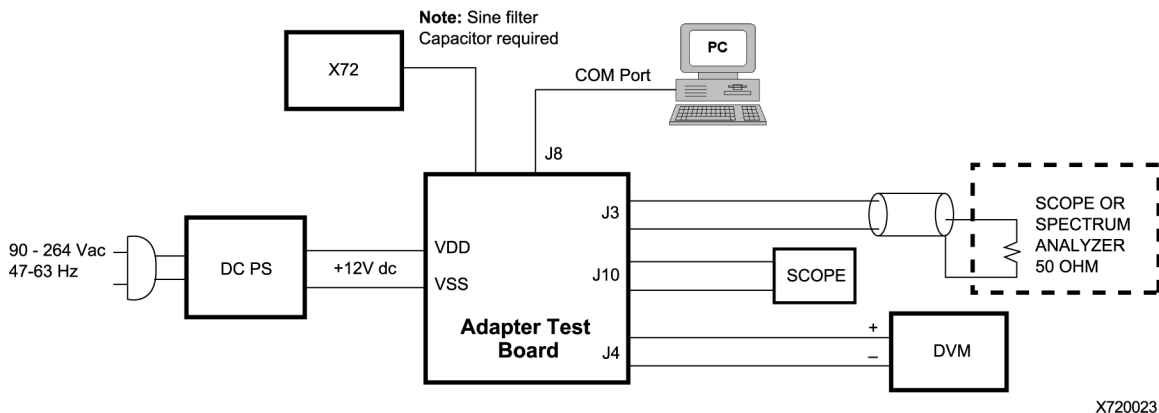 Note: Sine filter
Capacitor required
X72
PC
COM Port
J8
90 - 264 Vac
47-63 Hz
DC PS
+12V dc
VDD
VSS
Adapter Test
Board
J3
J10
J4
SCOPE
SCOPE OR
SPECTRUM
ANALYZER
50 OHM
+
–
DVM
X720023